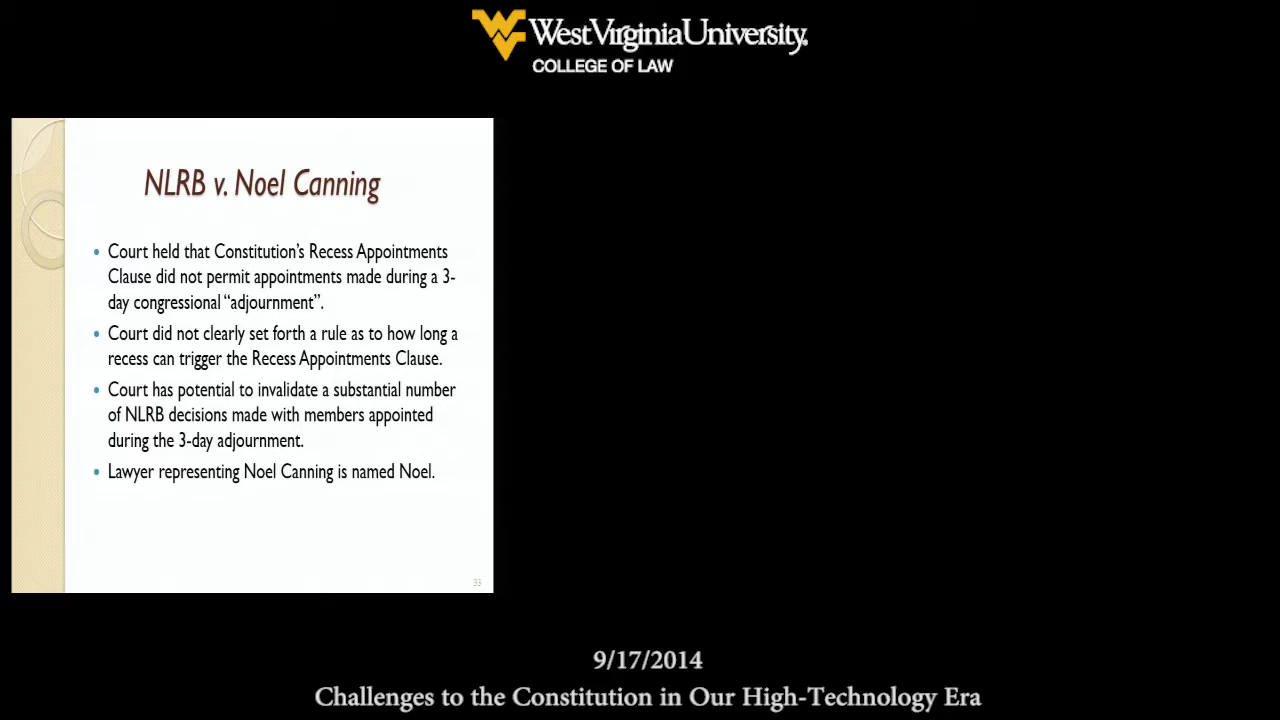 WestVirginiaUniversity.
COLLEGE OF LAW
NLRB v. Noel Canning
• Court held that Constitution's Recess Appointments
Clause did not permit appointments made during a 3-
day congressional “adjournment”.
• Court did not clearly set forth a rule as to how long a
recess can trigger the Recess Appointments Clause.
• Court has potential to invalidate a substantial number
of NLRB decisions made with members appointed
during the 3-day adjournment.
• Lawyer representing Noel Canning is named Noel.
33
9/17/2014
Challenges to the Constitution in Our High-Technology Era